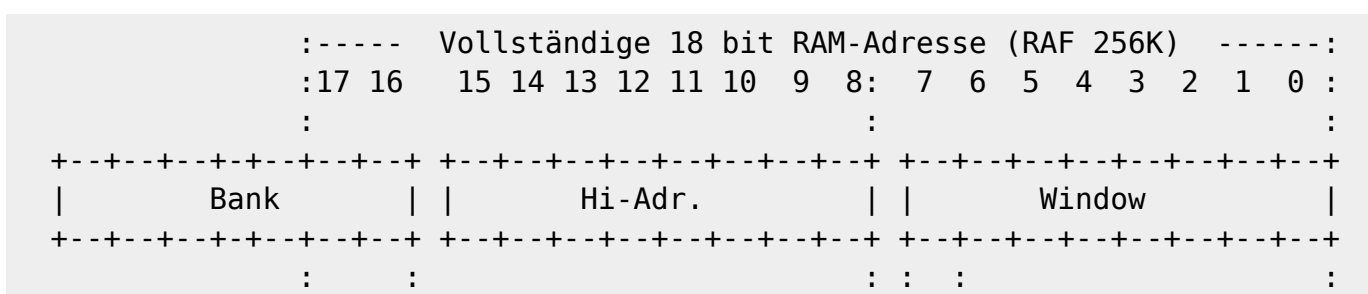 :-----  Vollständige 18 bit RAM-Adresse (RAF 256K)  ------:
:17 16   15 14 13 12 11 10  9  8:  7  6  5  4  3  2  1  0 :
:                               :                         :
+--+--+--+-+--+--+--+ +--+--+--+--+--+--+--+--+ +--+--+--+--+--+--+--+--+
|        Bank       | |       Hi-Adr.         | |       Window          |
+--+--+--+-+--+--+--+ +--+--+--+--+--+--+--+--+ +--+--+--+--+--+--+--+--+
:     :                         : :  :                    :